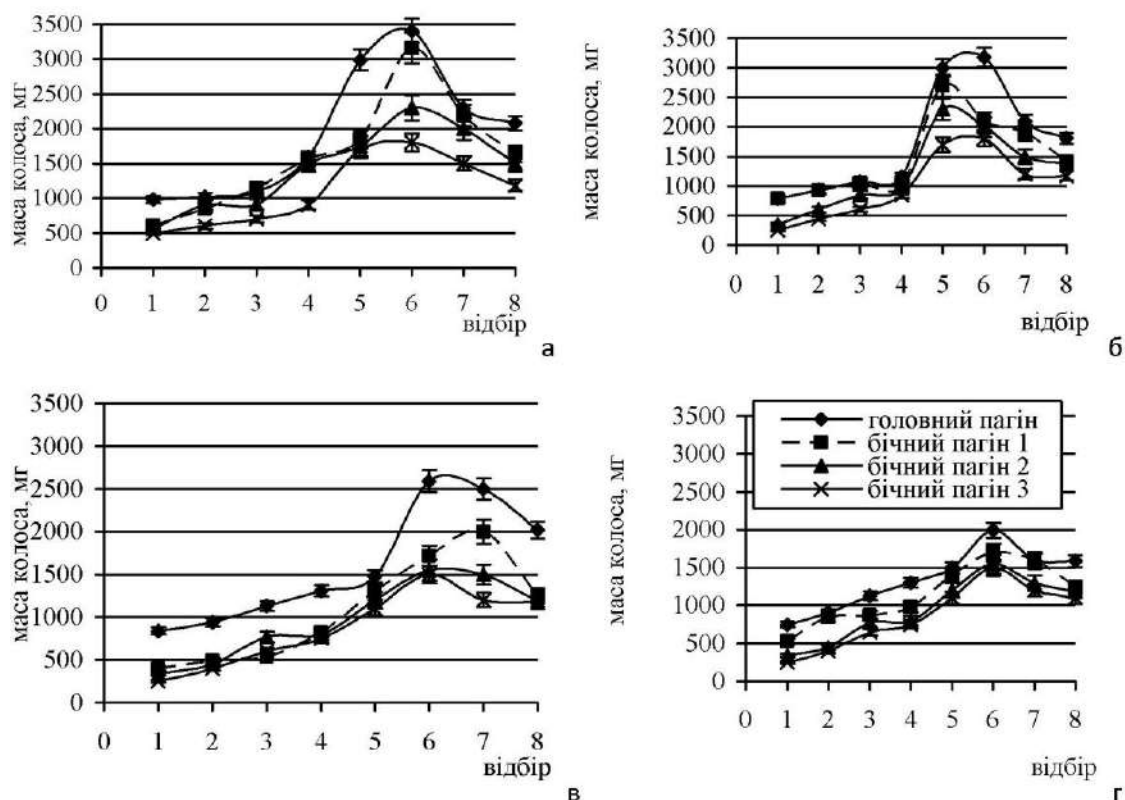 маса колоса, мг
3500
3000
2500
2000
1500
1000
500
0
0 1 2 3 4 5 6 7 8
відбір
а
маса колоса, мг
3500
3000
2500
2000
1500
1000
500
0
0 1 2 3 4 5 6 7 8
відбір
б
маса колоса, мг
3500
3000
2500
2000
1500
1000
500
0
0 1 2 3 4 5 6 7 8
відбір
в
маса колоса, мг
3500
3000
2500
2000
1500
1000
500
0
головний пагін
бічний пагін 1
бічний пагін 2
бічний пагін 3
0 1 2 3 4 5 6 7 8
відбір
г